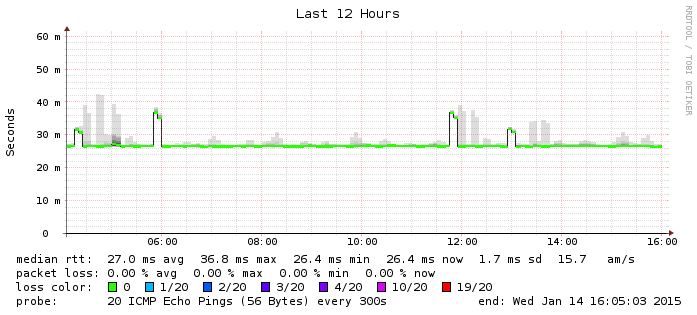 Last 12 Hours
RRDTOOL / TOBI OETIKER
Seconds
60 m
50 m
40 m
30 m
20 m
10 m
0
06:00 08:00 10:00 12:00 14:00 16:00
median rtt: 27.0 ms avg 36.8 ms max 26.4 ms min 26.4 ms now 1.7 ms sd 15.7 am/s
packet loss: 0.00 % avg 0.00 % max 0.00 % min 0.00 % now
loss color: 0 1/20 2/20 3/20 4/20 10/20 19/20
probe: 20 ICMP Echo Pings (56 Bytes) every 300s end: Wed Jan 14 16:05:03 2015